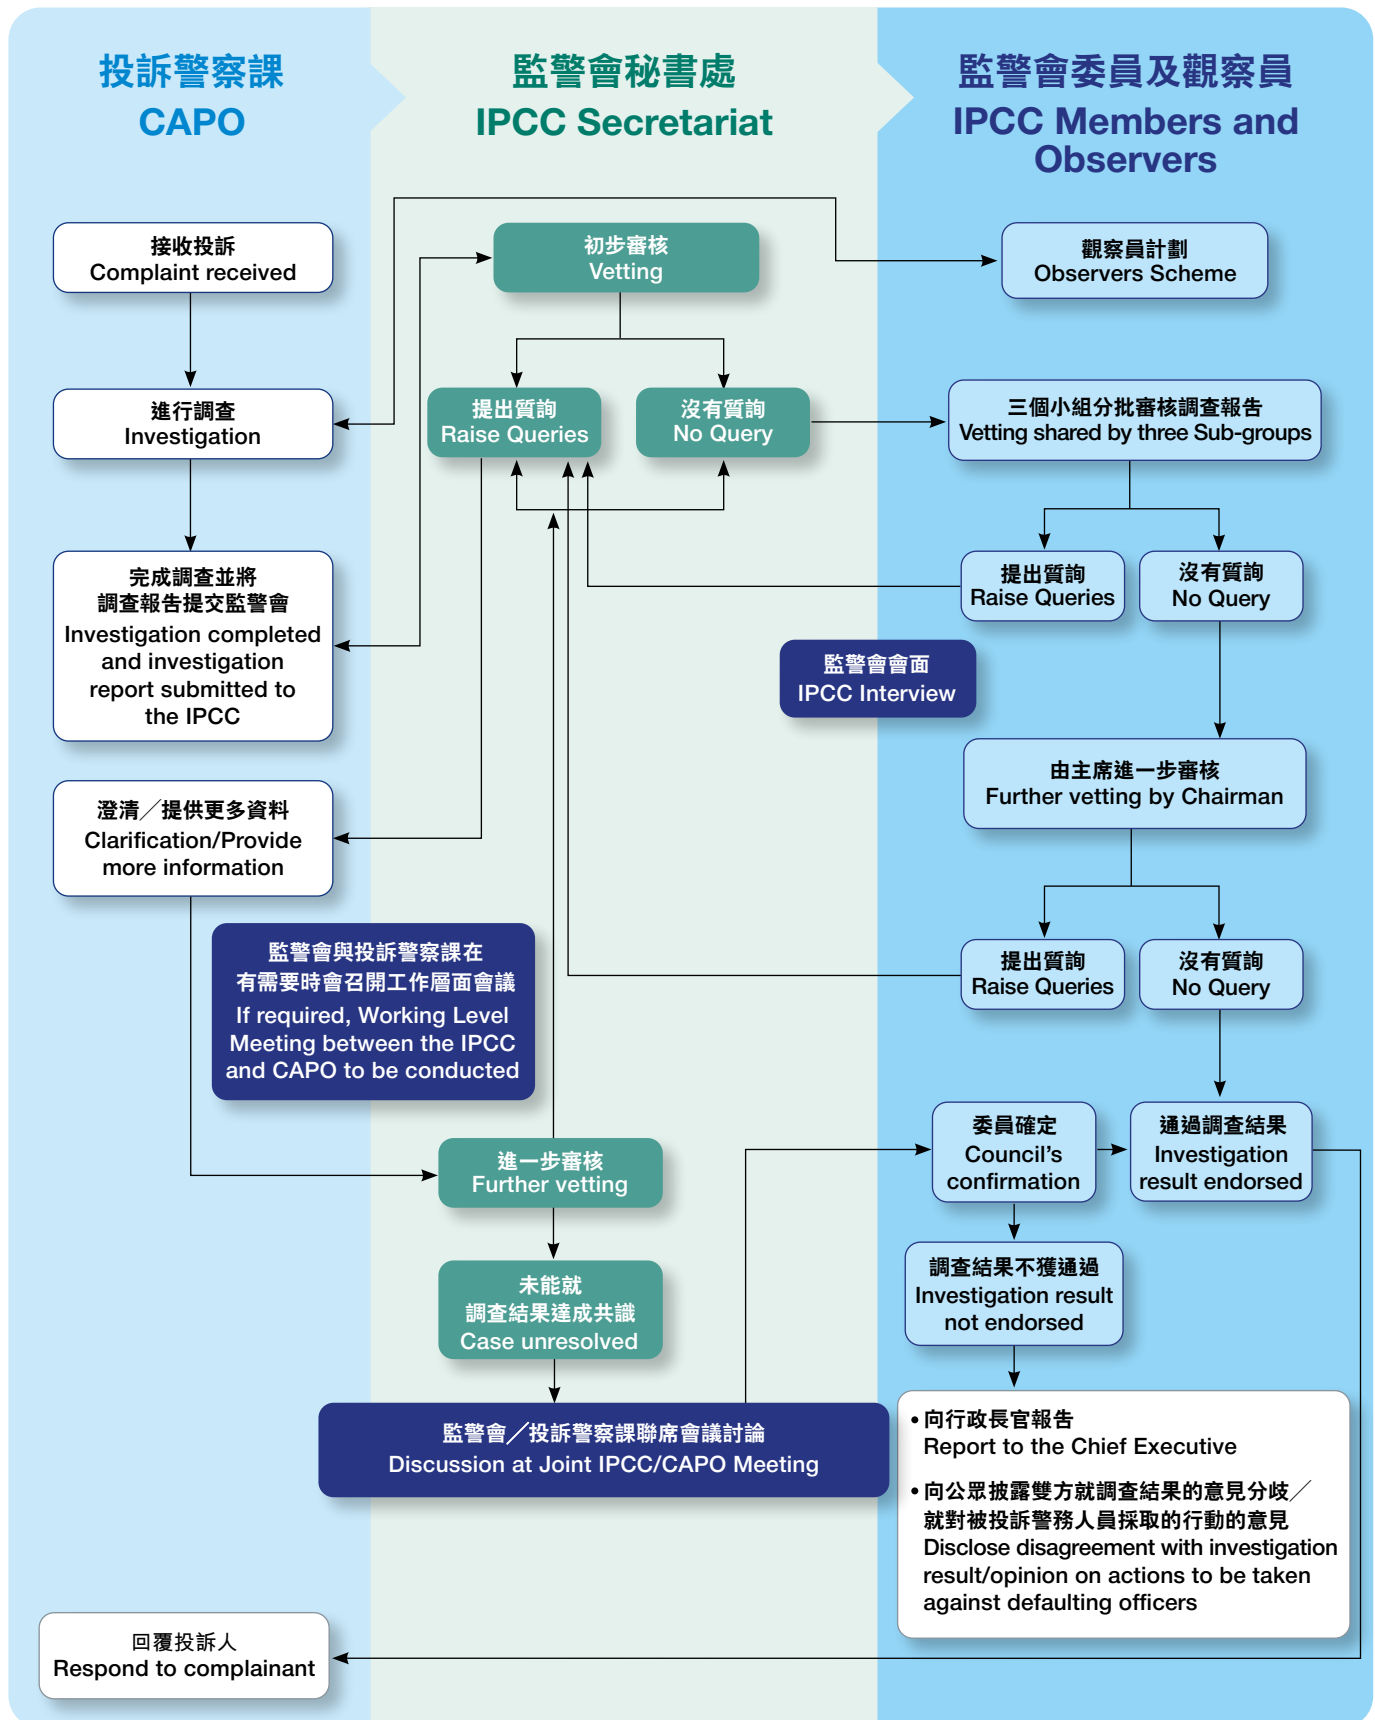 投訴警察課
CAPO
監警會秘書處
IPCC Secretariat
監警會委員及觀察員
IPCC Members and
Observers
接收投訴
Complaint received
初步審核
Vetting
觀察員計劃
Observers Scheme
進行調查
Investigation
提出質詢
Raise Queries
沒有質詢
No Query
三個小組分批審核調查報告
Vetting shared by three Sub-groups
完成調查並將
調查報告提交監警會
Investigation completed
and investigation
report submitted to
the IPCC
提出質詢
Raise Queries
沒有質詢
No Query
監警會會面
IPCC Interview
由主席進一步審核
Further vetting by Chairman
澄清／提供更多資料
Clarification/Provide
more information
監警會與投訴警察課在
有需要時會召開工作層面會議
If required, Working Level
Meeting between the IPCC
and CAPO to be conducted
提出質詢
Raise Queries
沒有質詢
No Query
進一步審核
Further vetting
委員確定
Council's
confirmation
通過調查結果
Investigation
result endorsed
未能就
調查結果達成共識
Case unresolved
調查結果不獲通過
Investigation result
not endorsed
監警會／投訴警察課聯席會議討論
Discussion at Joint IPCC/CAPO Meeting
• 向行政長官報告
Report to the Chief Executive
• 向公眾披露雙方就調查結果的意見分歧／
就對被投訴警務人員採取的行動的意見
Disclose disagreement with investigation
result/opinion on actions to be taken
against defaulting officers
回覆投訴人
Respond to complainant